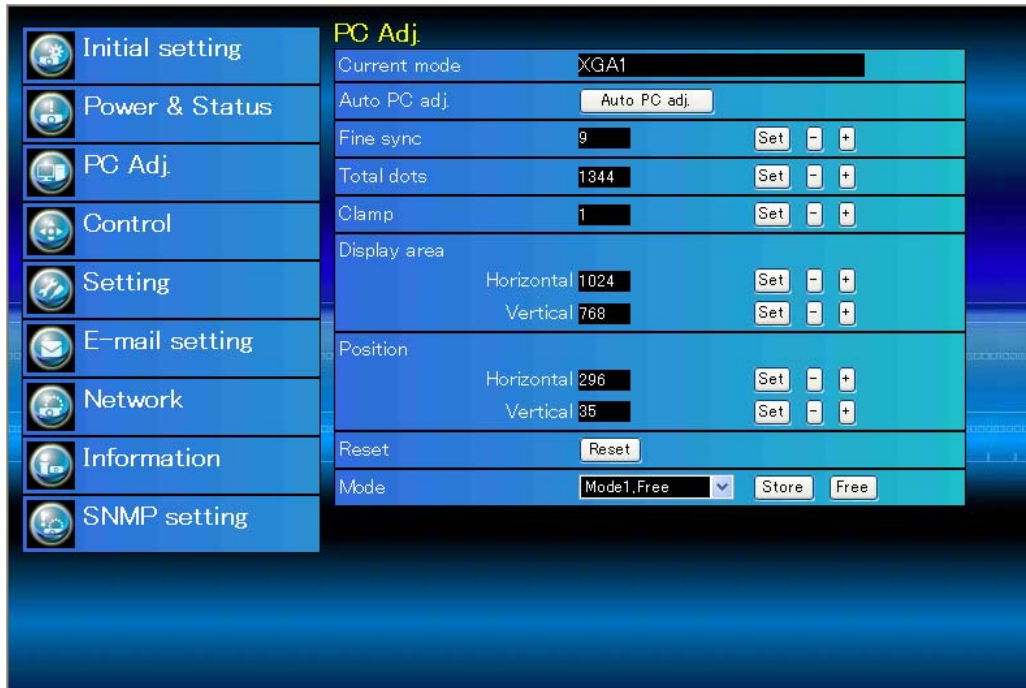 Initial setting
Power & Status
PC Adj.
Control
Setting
E-mail setting
Network
Information
SNMP setting
PC Adj.
Current mode XGA1
Auto PC adj. Auto PC adj.
Fine sync 9 Set - +
Total dots 1344 Set - +
Clamp 1 Set - +
Display area
Horizontal 1024 Set - +
Vertical 768 Set - +
Position
Horizontal 296 Set - +
Vertical 35 Set - +
Reset Reset
Mode Mode1,Free Store Free